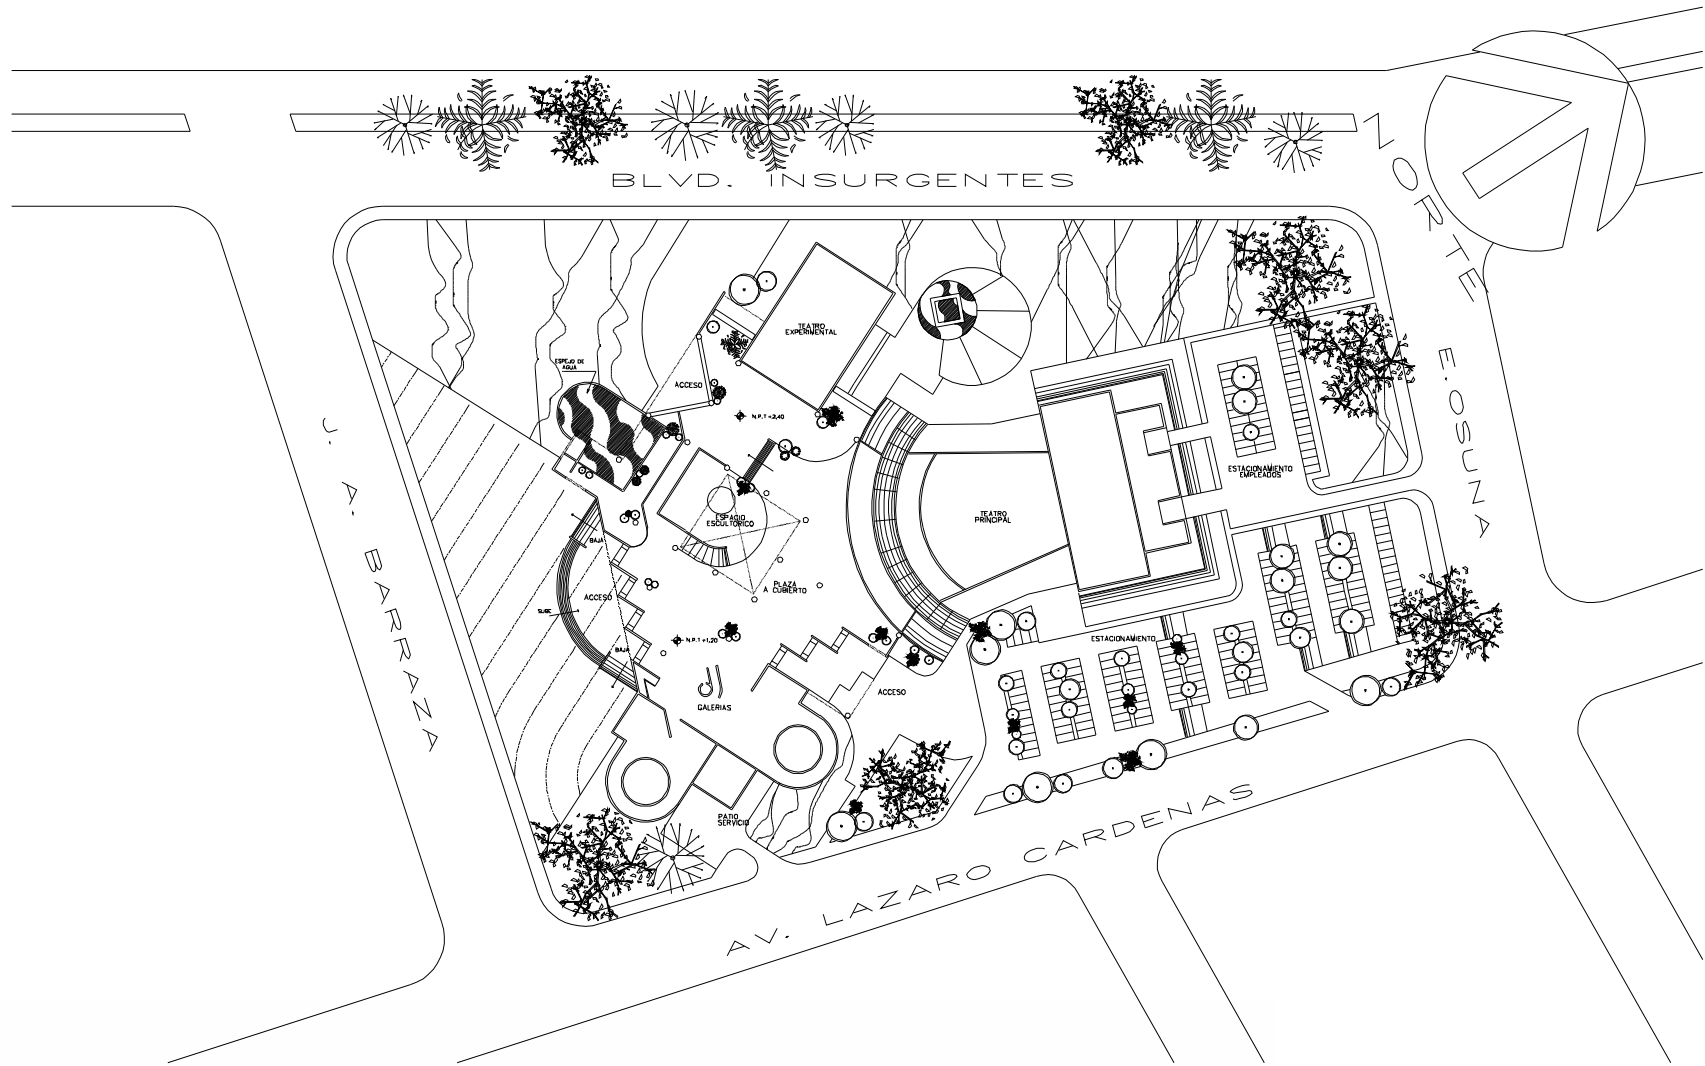 BLVD. INSURGENTES
NORTE
TEATRO
EXPERIMENTAL
ESPEJO DE
AGUA
ACCESO
N.P.T +2.40
J. A. BARRAZA
E. OSUNA
ESTACIONAMIENTO
EMPLEADOS
ESPACIO
ESCULTORICO
TEATRO
PRINCIPAL
BAJA
PLAZA
A CUBIERTO
ACCESO
SUBE
N.P.T +1.20
BAJA
ESTACIONAMIENTO
ACCESO
GALERIAS
PATIO
SERVICIO
AV. LAZARO CARDENAS